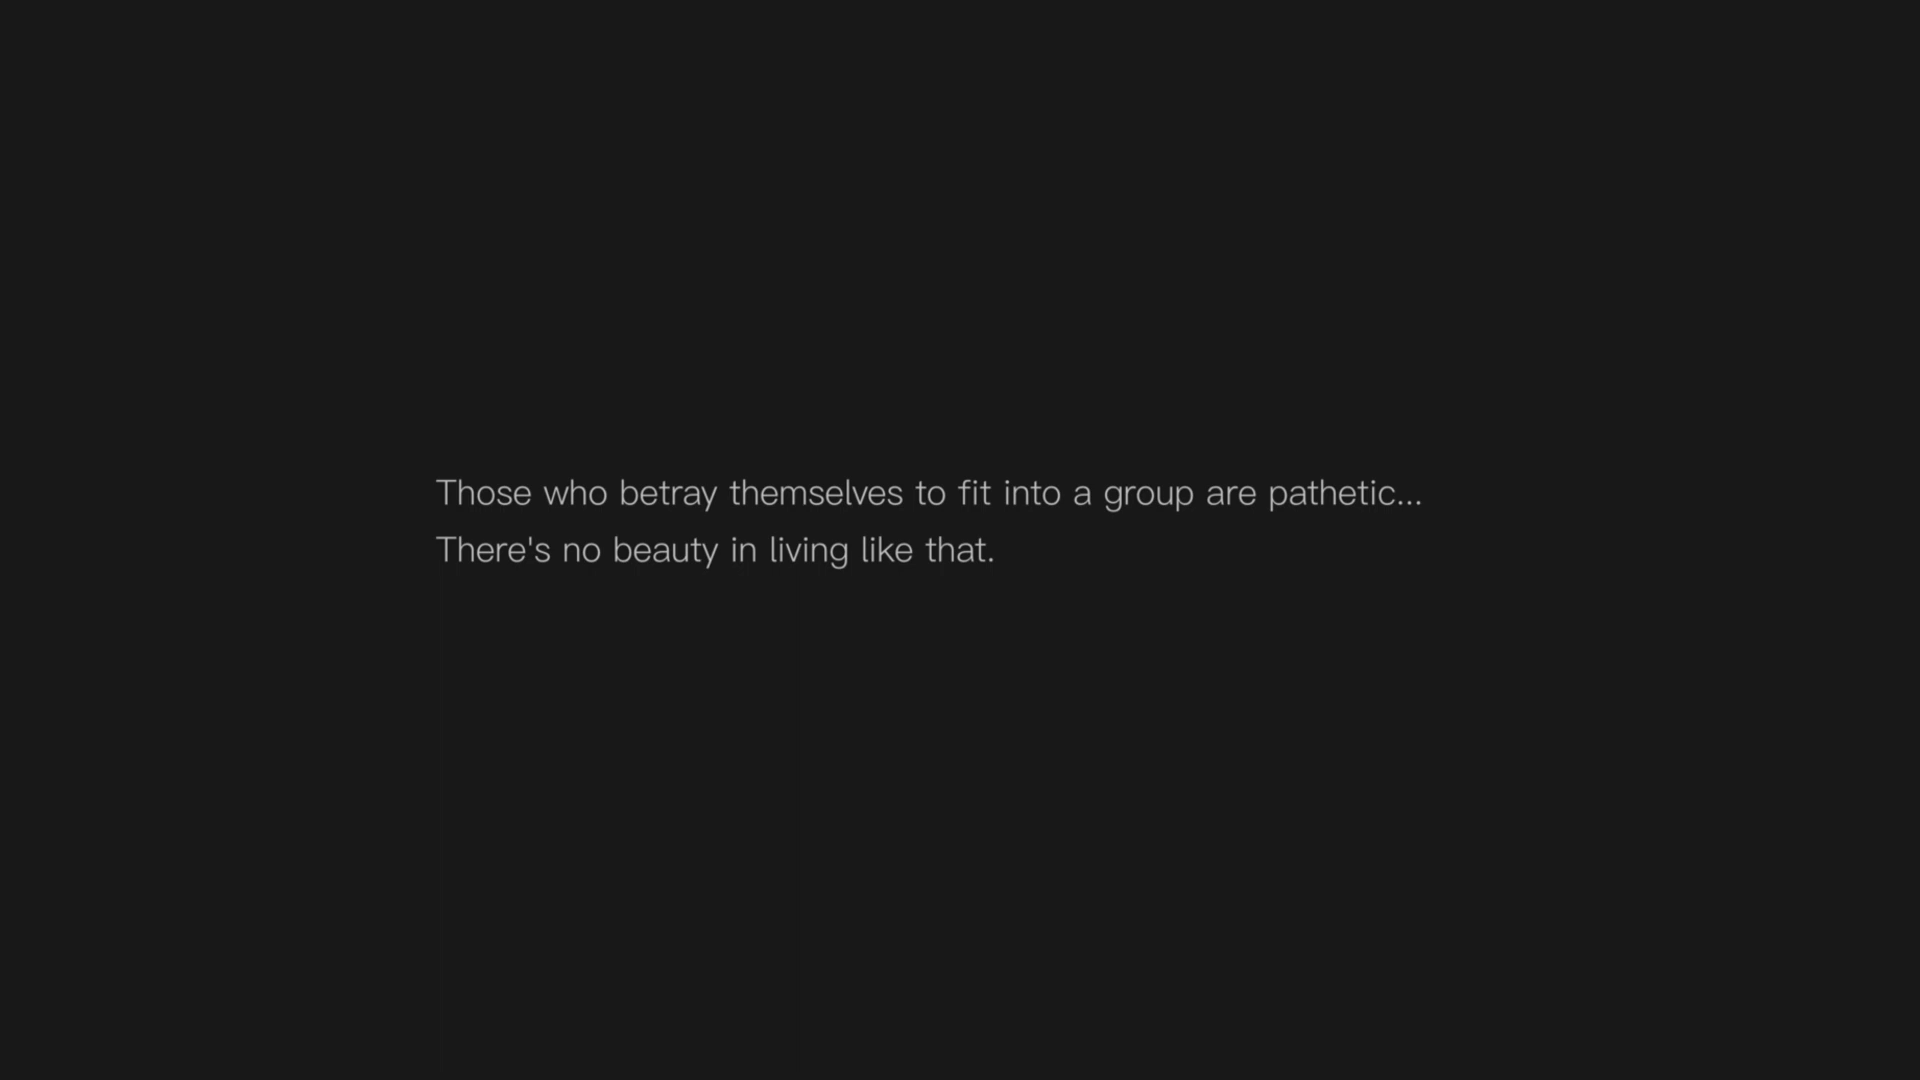 Those who betray themselves to fit into a group are pathetic...
There's no beauty in living like that.